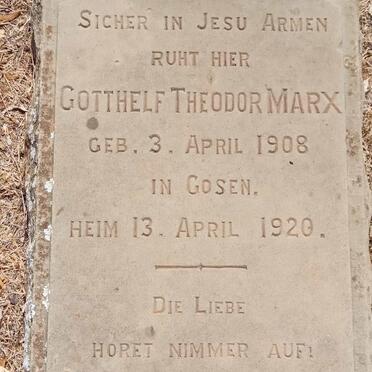 Sicher in Jesu Armen
ruht hier
Gotthelf Theodor Marx
geb. 3. April 1908
in Gosen.
heim 13. April 1920.
Die Liebe
horet nimmer auf!